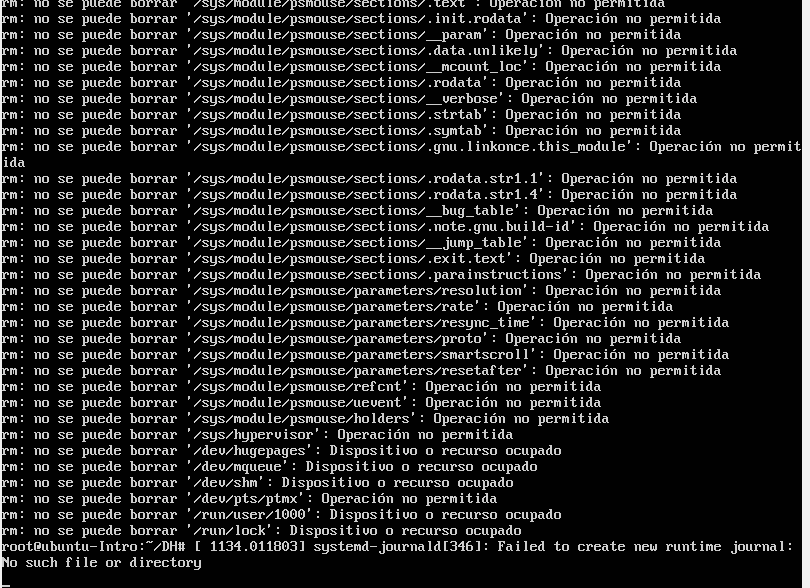 rm: no se puede borrar '/sys/module/psmouse/sections/.text': Operación no permitida
rm: no se puede borrar '/sys/module/psmouse/sections/.init.rodata': Operación no permitida
rm: no se puede borrar '/sys/module/psmouse/sections/__param': Operación no permitida
rm: no se puede borrar '/sys/module/psmouse/sections/.data.unlikely': Operación no permitida
rm: no se puede borrar '/sys/module/psmouse/sections/__mcount_loc': Operación no permitida
rm: no se puede borrar '/sys/module/psmouse/sections/.rodata': Operación no permitida
rm: no se puede borrar '/sys/module/psmouse/sections/__verbose': Operación no permitida
rm: no se puede borrar '/sys/module/psmouse/sections/.strtab': Operación no permitida
rm: no se puede borrar '/sys/module/psmouse/sections/.symtab': Operación no permitida
rm: no se puede borrar '/sys/module/psmouse/sections/.gnu.linkonce.this_module': Operación no permit
ida
rm: no se puede borrar '/sys/module/psmouse/sections/.rodata.str1.1': Operación no permitida
rm: no se puede borrar '/sys/module/psmouse/sections/.rodata.str1.4': Operación no permitida
rm: no se puede borrar '/sys/module/psmouse/sections/__bug_table': Operación no permitida
rm: no se puede borrar '/sys/module/psmouse/sections/.note.gnu.build-id': Operación no permitida
rm: no se puede borrar '/sys/module/psmouse/sections/__jump_table': Operación no permitida
rm: no se puede borrar '/sys/module/psmouse/sections/.exit.text': Operación no permitida
rm: no se puede borrar '/sys/module/psmouse/sections/.parainstructions': Operación no permitida
rm: no se puede borrar '/sys/module/psmouse/parameters/resolution': Operación no permitida
rm: no se puede borrar '/sys/module/psmouse/parameters/rate': Operación no permitida
rm: no se puede borrar '/sys/module/psmouse/parameters/resync_time': Operación no permitida
rm: no se puede borrar '/sys/module/psmouse/parameters/proto': Operación no permitida
rm: no se puede borrar '/sys/module/psmouse/parameters/smartscroll': Operación no permitida
rm: no se puede borrar '/sys/module/psmouse/parameters/resetafter': Operación no permitida
rm: no se puede borrar '/sys/module/psmouse/refcnt': Operación no permitida
rm: no se puede borrar '/sys/module/psmouse/uevent': Operación no permitida
rm: no se puede borrar '/sys/module/psmouse/holders': Operación no permitida
rm: no se puede borrar '/sys/hypervisor': Operación no permitida
rm: no se puede borrar '/dev/hugepages': Dispositivo o recurso ocupado
rm: no se puede borrar '/dev/mqueue': Dispositivo o recurso ocupado
rm: no se puede borrar '/dev/shm': Dispositivo o recurso ocupado
rm: no se puede borrar '/dev/pts/ptmx': Operación no permitida
rm: no se puede borrar '/run/user/1000': Dispositivo o recurso ocupado
rm: no se puede borrar '/run/lock': Dispositivo o recurso ocupado
root@ubuntu-Intro:~/DH# [ 1134.011803] systemd-journald[346]: Failed to create new runtime journal:
No such file or directory
_